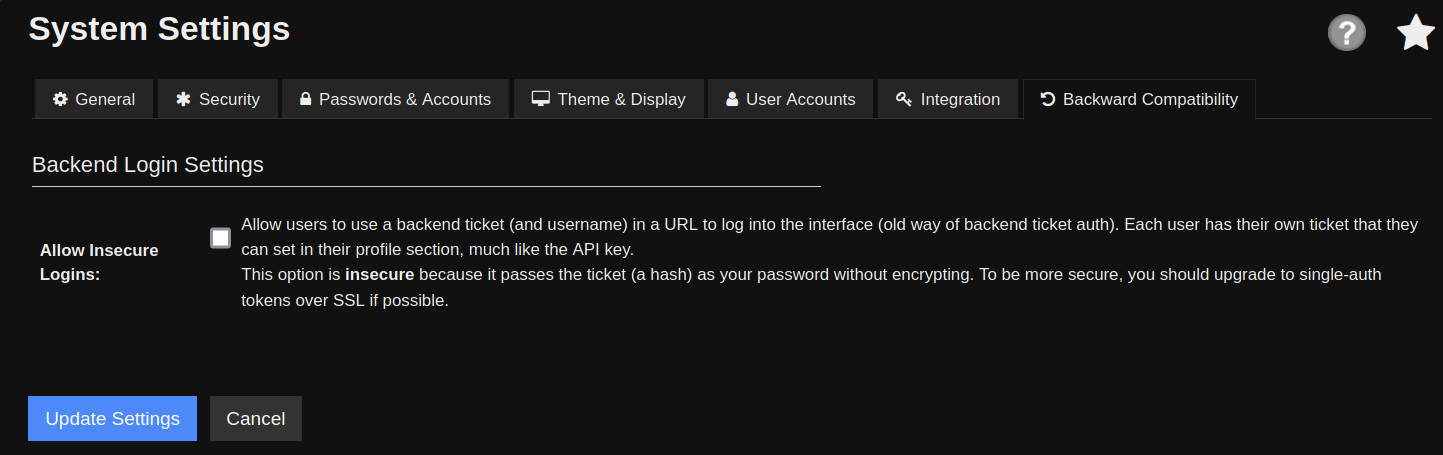 System Settings
?
General Security Passwords & Accounts Theme & Display User Accounts Integration Backward Compatibility
Backend Login Settings
Allow Insecure
Logins:
Allow users to use a backend ticket (and username) in a URL to log into the interface (old way of backend ticket auth). Each user has their own ticket that they
can set in their profile section, much like the API key.
This option is insecure because it passes the ticket (a hash) as your password without encrypting. To be more secure, you should upgrade to single-auth
tokens over SSL if possible.
Update Settings Cancel